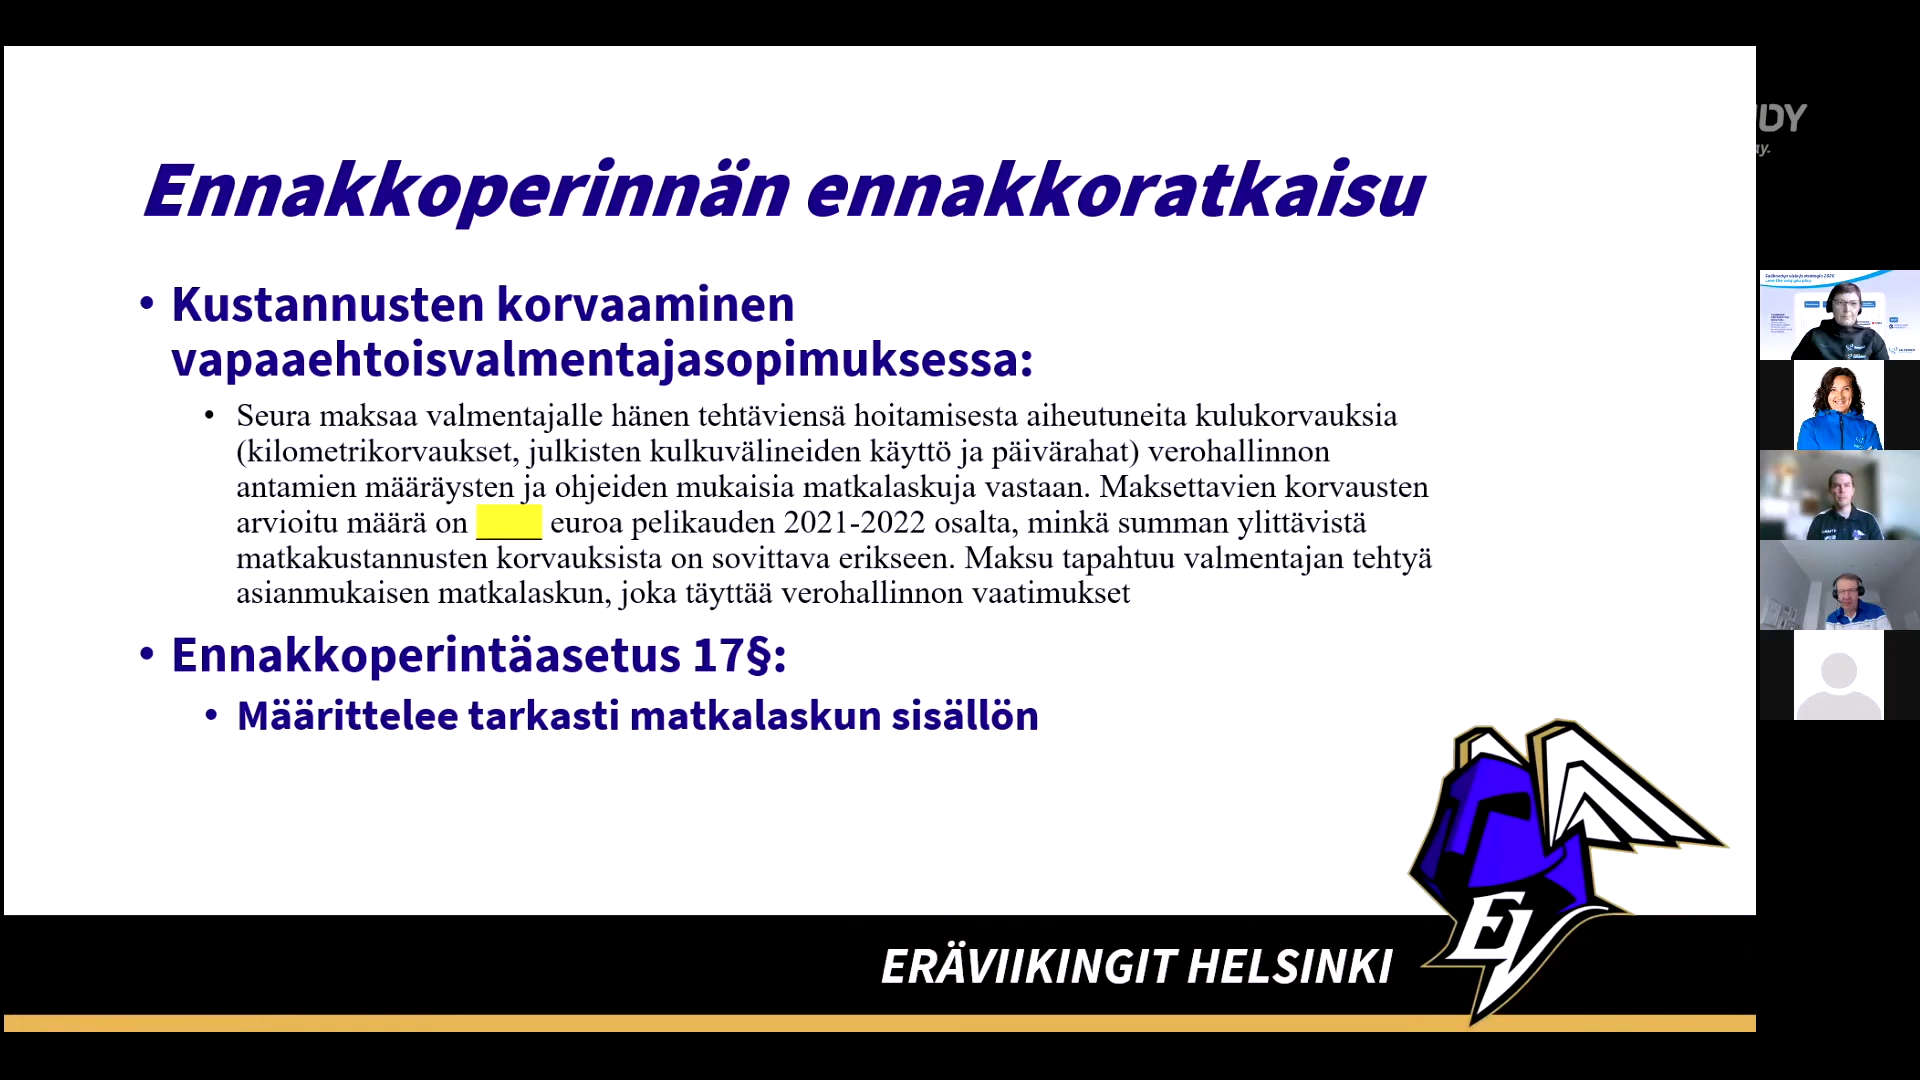 Ennakkoperinnän ennakkoratkaisu
• Kustannusten korvaaminen
vapaaehtoisvalmentajasopimuksessa:
• Seura maksaa valmentajalle hänen tehtäviensä hoitamisesta aiheutuneita kulukorvauksia
(kilometrikorvaukset, julkisten kulkuvälineiden käyttö ja päivärahat) verohallinnon
antamien määräysten ja ohjeiden mukaisia matkalaskuja vastaan. Maksettavien korvausten
arvioitu määrä on ____ euroa pelikauden 2021-2022 osalta, minkä summan ylittävistä
matkakustannusten korvauksista on sovittava erikseen. Maksu tapahtuu valmentajan tehtyä
asianmukaisen matkalaskun, joka täyttää verohallinnon vaatimukset
• Ennakkoperintäasetus 17§:
• Määrittelee tarkasti matkalaskun sisällön
EV
ERÄVIIKINGIT HELSINKI
DY